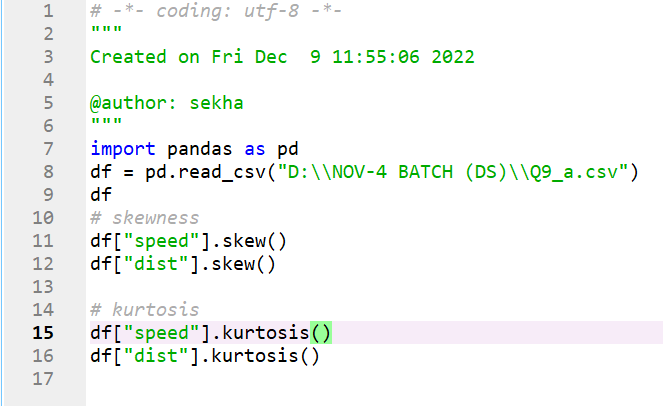 1 # -*- coding: utf-8 -*-
2 """
3 Created on Fri Dec  9 11:55:06 2022
4
5 @author: sekha
6 """
7 import pandas as pd
8 df = pd.read_csv("D:\\NOV-4 BATCH (DS)\\Q9_a.csv")
9 df
10 # skewness
11 df["speed"].skew()
12 df["dist"].skew()
13
14 # kurtosis
15 df["speed"].kurtosis()
16 df["dist"].kurtosis()
17